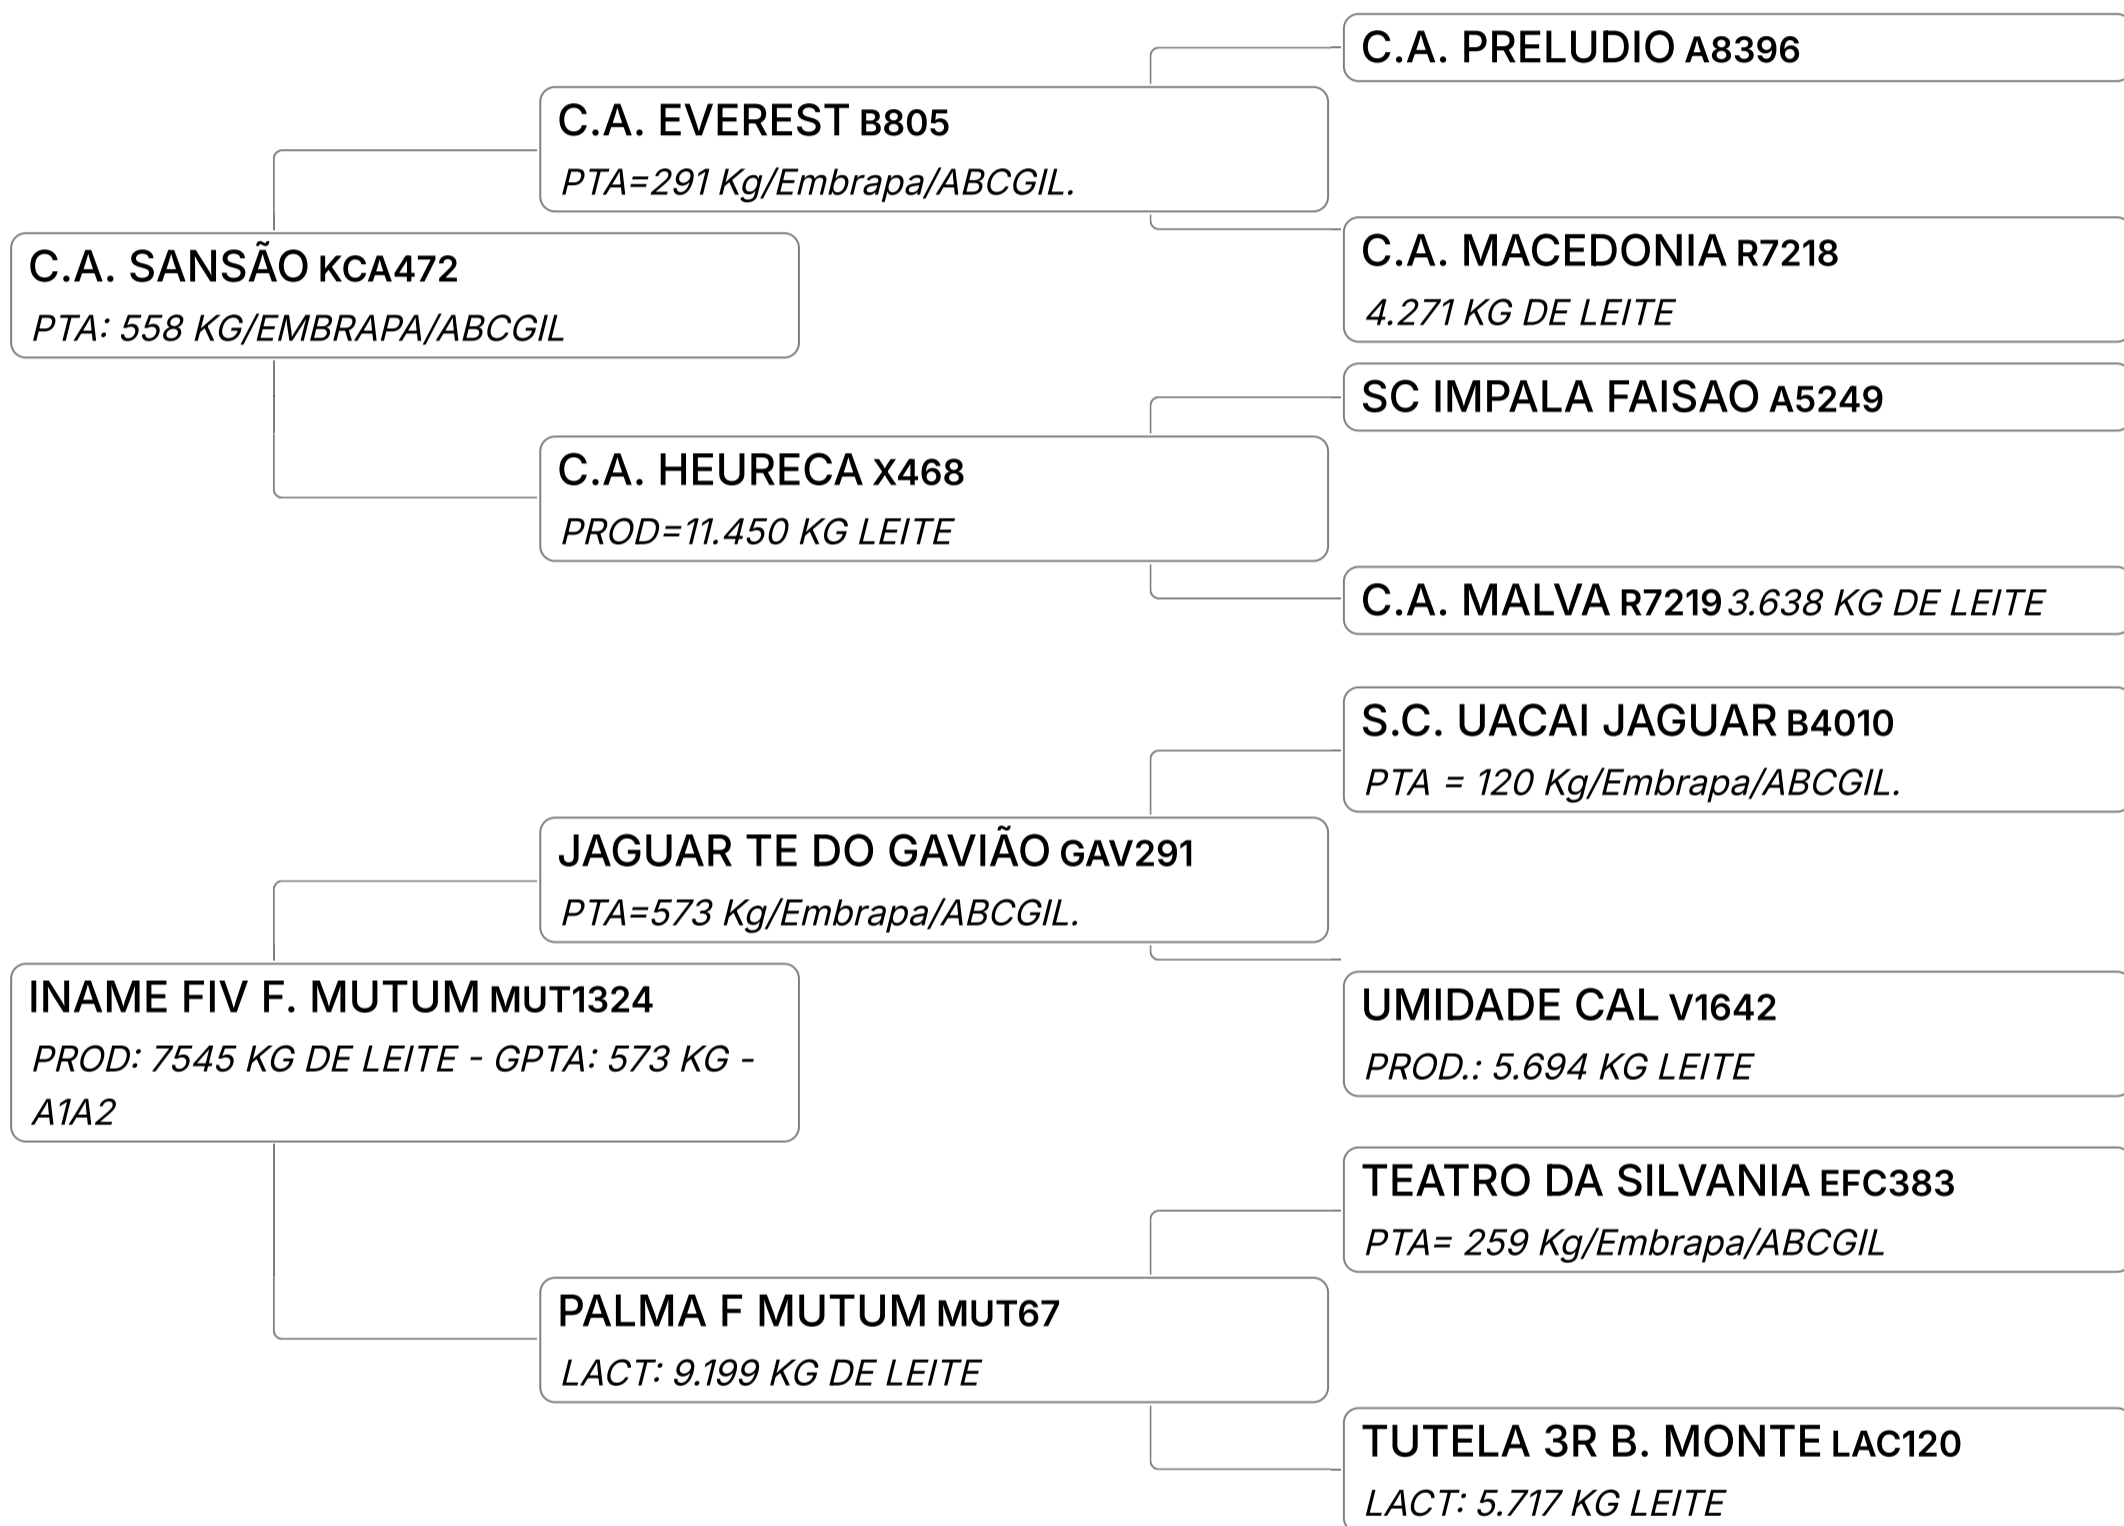 C.A. PRELUDIO A8396
C.A. EVEREST B805
PTA=291 Kg/Embrapa/ABCGIL.
C.A. SANSÃO KCA472
PTA: 558 KG/EMBRAPA/ABCGIL
C.A. MACEDONIA R7218
4.271 KG DE LEITE
SC IMPALA FAISAO A5249
C.A. HEURECA X468
PROD=11.450 KG LEITE
C.A. MALVA R7219 3.638 KG DE LEITE
S.C. UACAI JAGUAR B4010
PTA = 120 Kg/Embrapa/ABCGIL.
JAGUAR TE DO GAVIÃO GAV291
PTA=573 Kg/Embrapa/ABCGIL.
INAME FIV F. MUTUM MUT1324
PROD: 7545 KG DE LEITE - GPTA: 573 KG -
A1A2
UMIDADE CAL V1642
PROD.: 5.694 KG LEITE
TEATRO DA SILVANIA EFC383
PTA= 259 Kg/Embrapa/ABCGIL
PALMA F MUTUM MUT67
LACT: 9.199 KG DE LEITE
TUTELA 3R B. MONTE LAC120
LACT: 5.717 KG LEITE